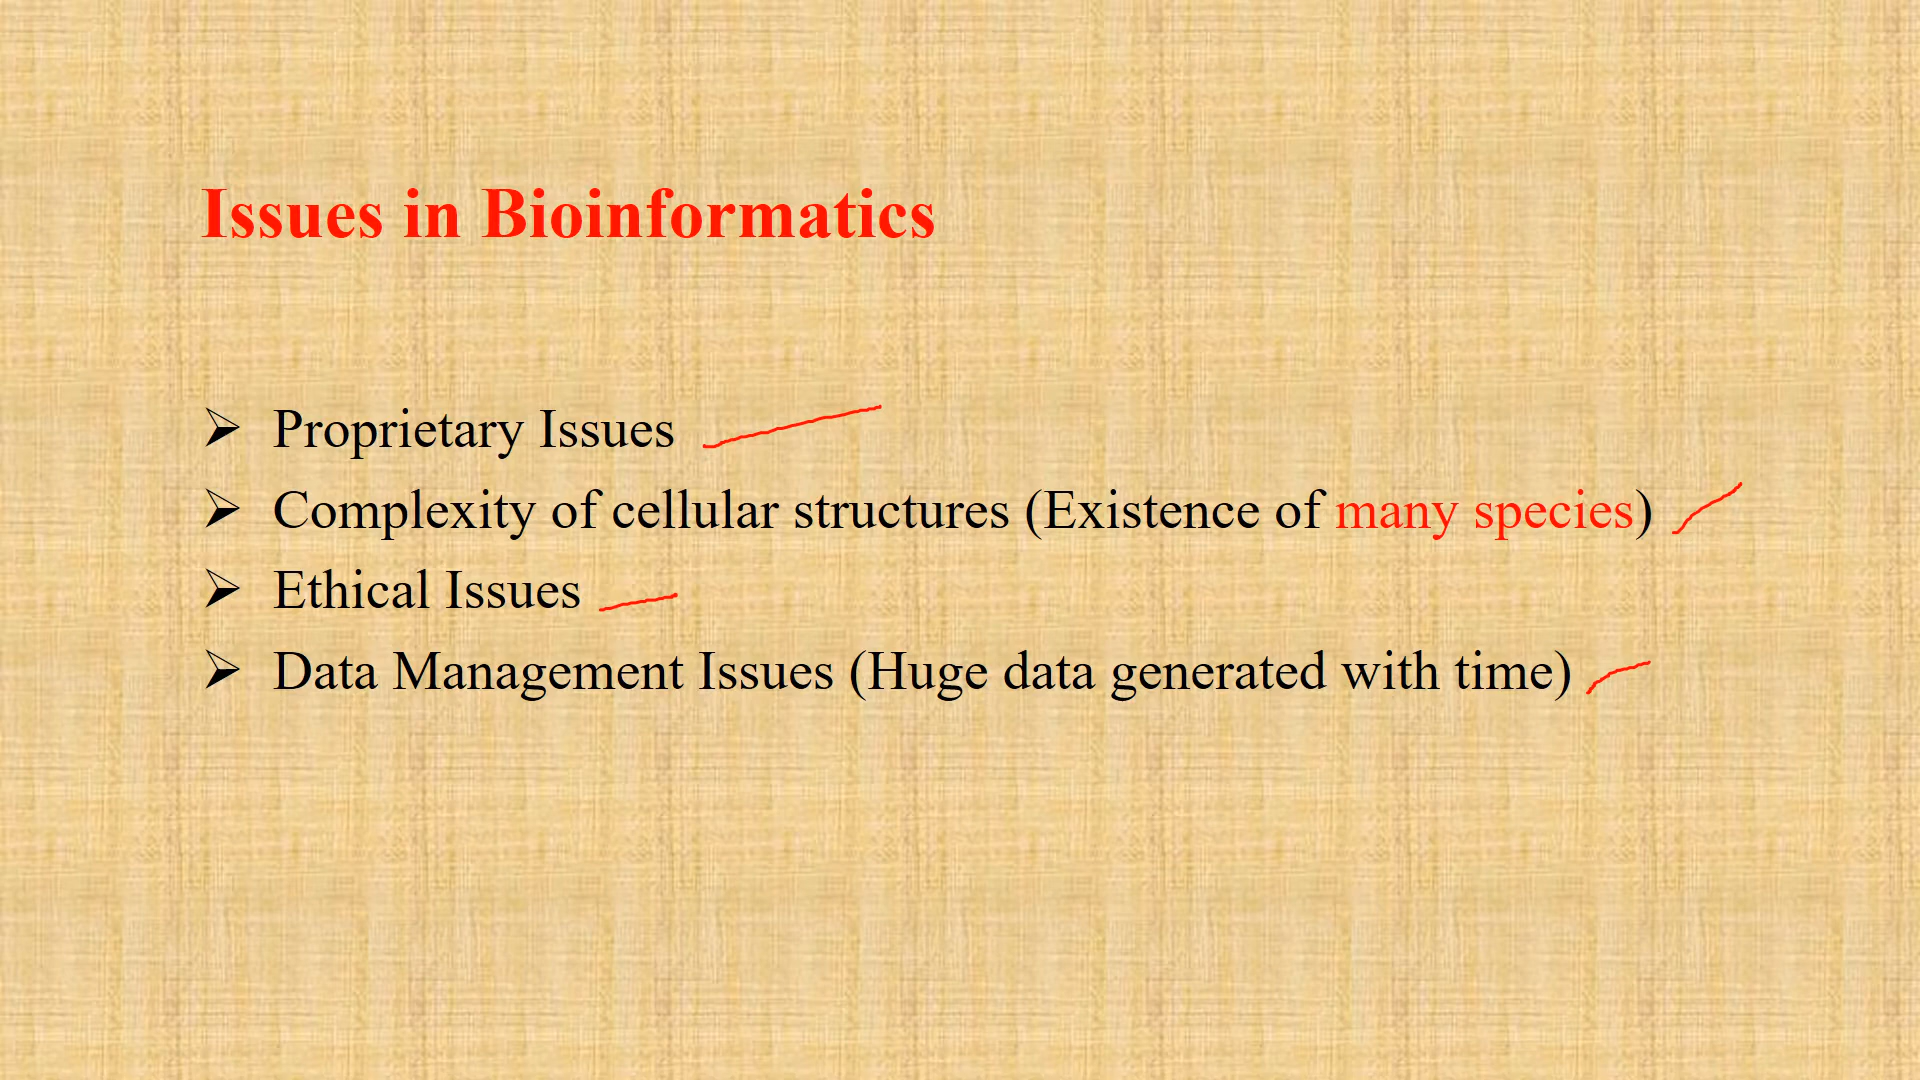 Issues in Bioinformatics
➢ Proprietary Issues
➢ Complexity of cellular structures (Existence of many species)
➢ Ethical Issues
➢ Data Management Issues (Huge data generated with time)